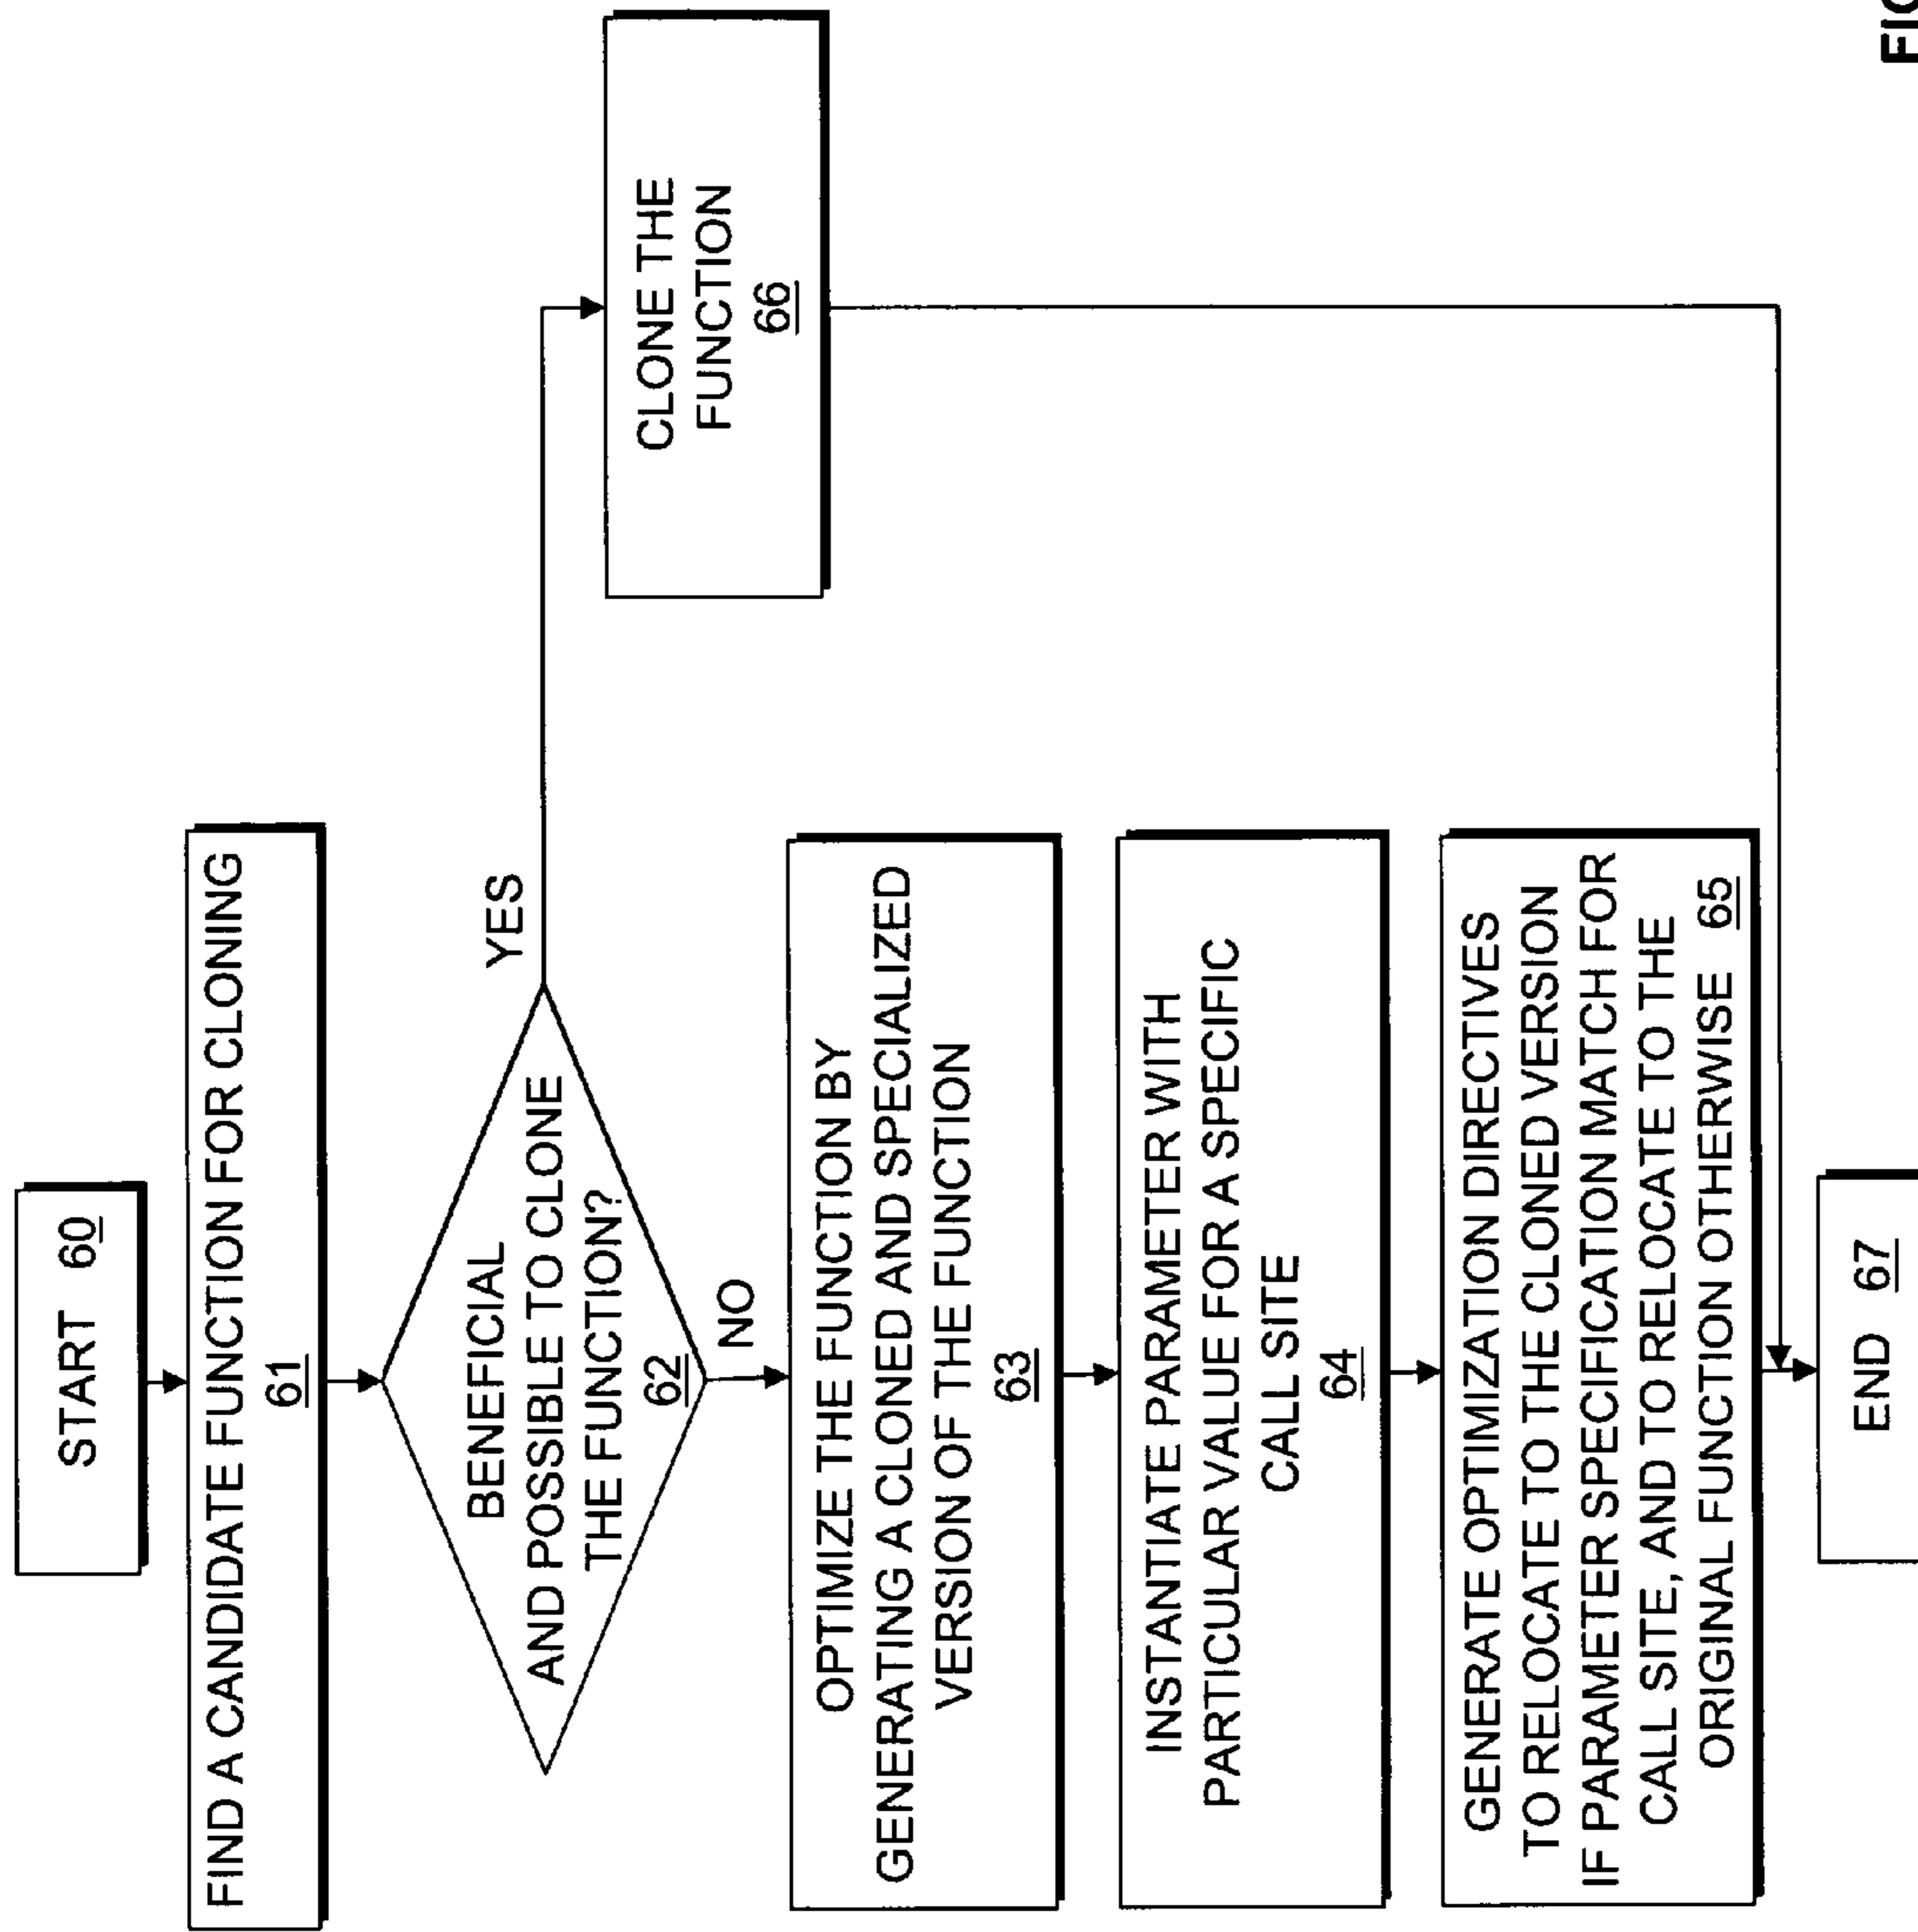 START 60
FIND A CANDIDATE FUNCTION FOR CLONING
61
BENEFICIAL
AND POSSIBLE TO CLONE
THE FUNCTION?
62
YES
NO
CLONE THE
FUNCTION
66
OPTIMIZE THE FUNCTION BY
GENERATING A CLONED AND SPECIALIZED
VERSION OF THE FUNCTION
63
INSTANTIATE PARAMETER WITH
PARTICULAR VALUE FOR A SPECIFIC
CALL SITE
64
GENERATE OPTIMIZATION DIRECTIVES
TO RELOCATE TO THE CLONED VERSION
IF PARAMETER SPECIFICATION MATCH FOR
CALL SITE, AND TO RELOCATE TO THE
ORIGINAL FUNCTION OTHERWISE 65
END 67